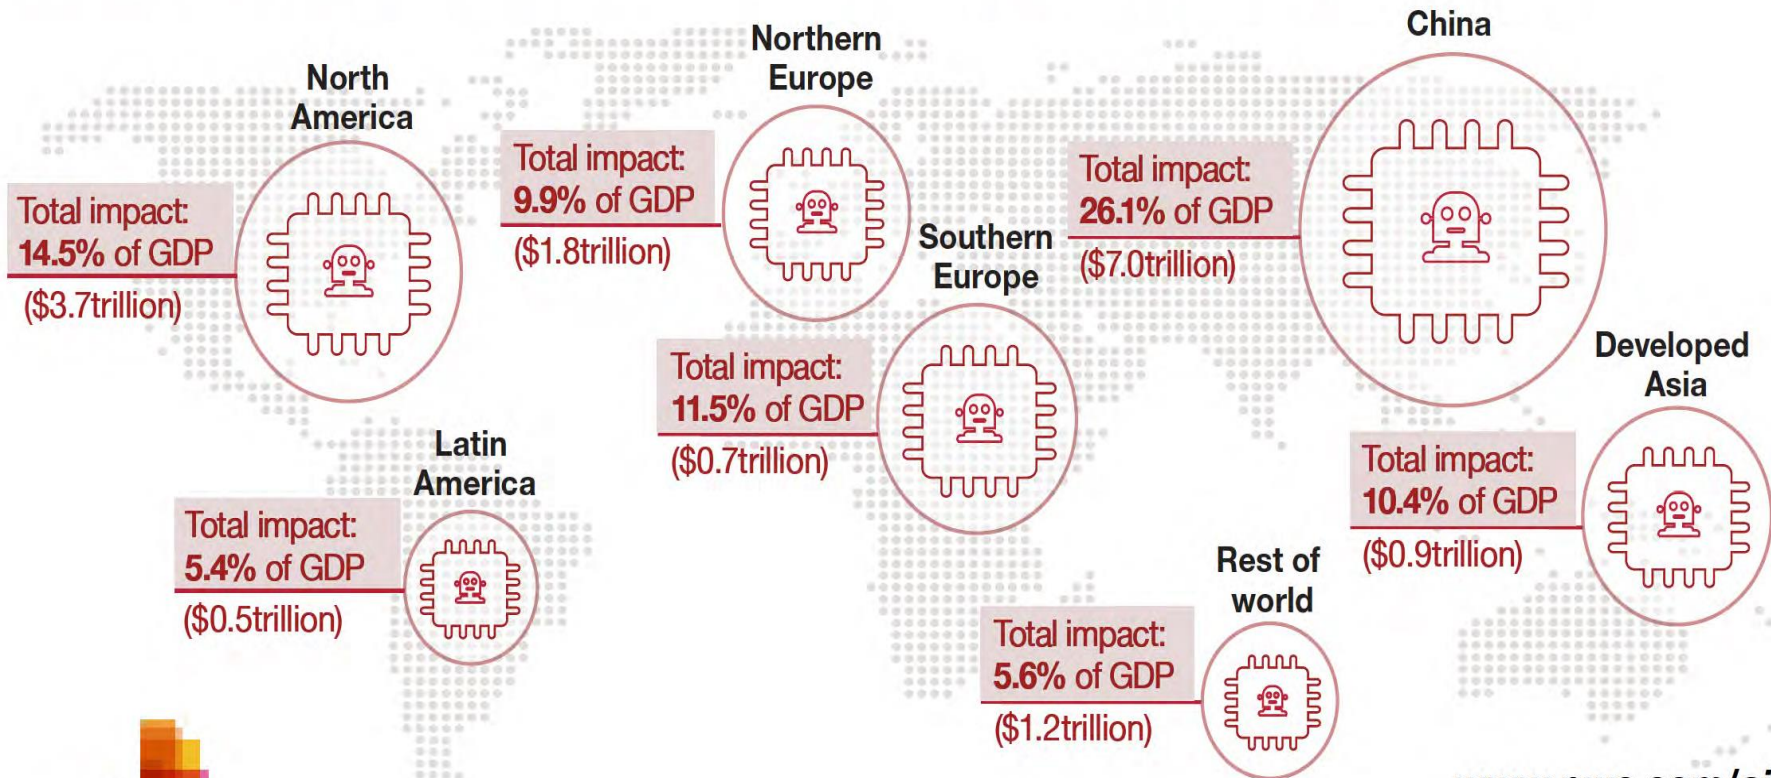 North
America
Total impact:
14.5% of GDP
($3.7trillion)
Northern
Europe
Total impact:
9.9% of GDP
($1.8trillion)
Southern
Europe
Total impact:
11.5% of GDP
($0.7trillion)
China
Total impact:
26.1% of GDP
($7.0trillion)
Developed
Asia
Total impact:
10.4% of GDP
($0.9trillion)
Latin
America
Total impact:
5.4% of GDP
($0.5trillion)
Rest of
world
Total impact:
5.6% of GDP
($1.2trillion)